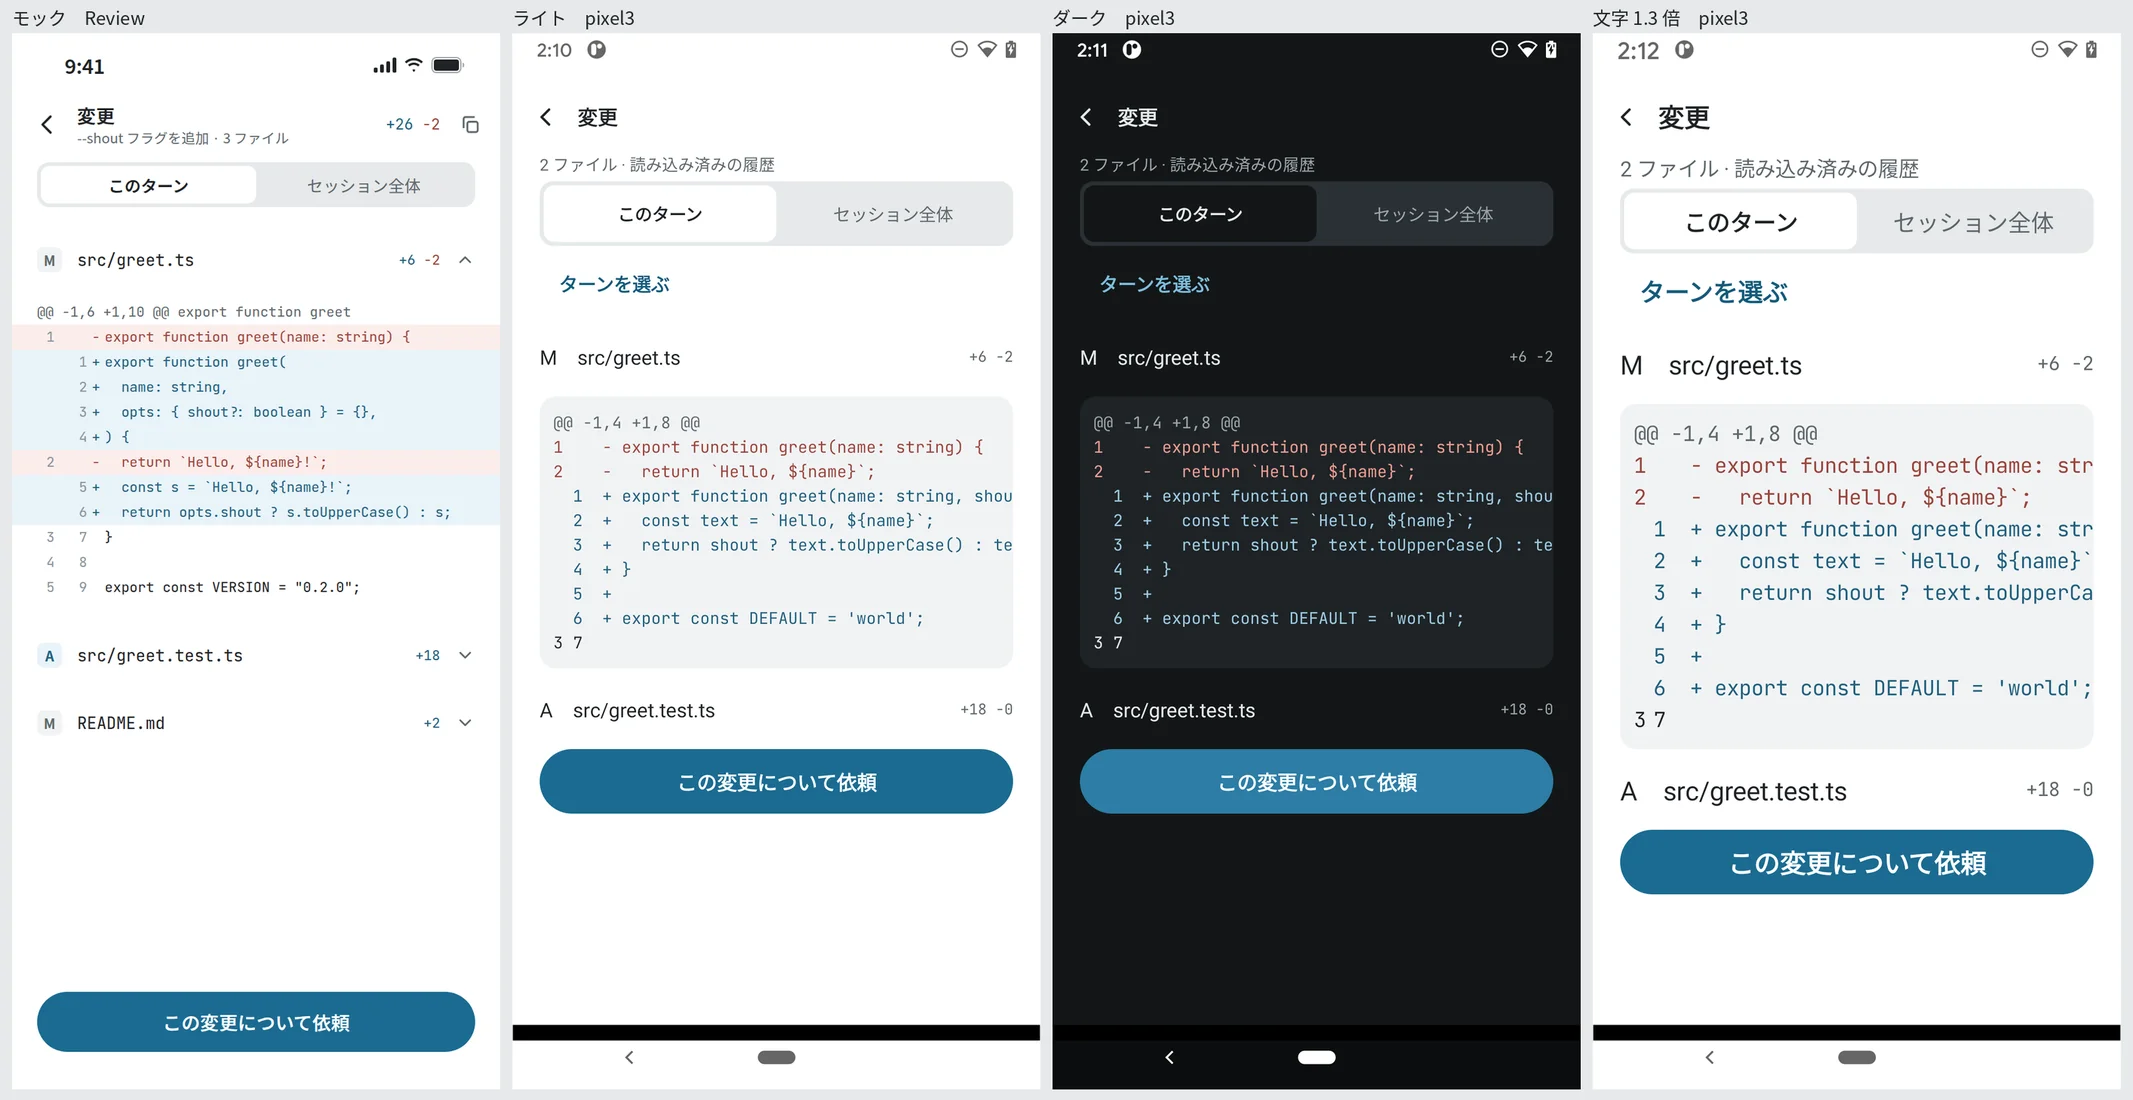 モック Review
9:41
変更
--shout フラグを追加 · 3 ファイル
+26 -2
このターン
セッション全体
M src/greet.ts +6 -2
@@ -1,6 +1,10 @@ export function greet
1 - export function greet(name: string) {
1 + export function greet(
2 + name: string,
3 + opts: { shout?: boolean } = {},
4 + ) {
2 - return `Hello, ${name}!`;
5 + const s = `Hello, ${name}!`;
6 + return opts.shout ? s.toUpperCase() : s;
3 7 }
4 8
5 9 export const VERSION = "0.2.0";
A src/greet.test.ts +18
M README.md +2
この変更について依頼
ライト pixel3
2:10
変更
2 ファイル · 読み込み済みの履歴
このターン
セッション全体
ターンを選ぶ
M src/greet.ts +6 -2
@@ -1,4 +1,8 @@
1 - export function greet(name: string) {
2 - return `Hello, ${name}`;
1 + export function greet(name: string, shou
2 + const text = `Hello, ${name}`;
3 + return shout ? text.toUpperCase() : te
4 + }
5 +
6 + export const DEFAULT = 'world';
3 7
A src/greet.test.ts +18 -0
この変更について依頼
ダーク pixel3
2:11
変更
2 ファイル · 読み込み済みの履歴
このターン
セッション全体
ターンを選ぶ
M src/greet.ts +6 -2
@@ -1,4 +1,8 @@
1 - export function greet(name: string) {
2 - return `Hello, ${name}`;
1 + export function greet(name: string, shou
2 + const text = `Hello, ${name}`;
3 + return shout ? text.toUpperCase() : te
4 + }
5 +
6 + export const DEFAULT = 'world';
3 7
A src/greet.test.ts +18 -0
この変更について依頼
文字 1.3 倍 pixel3
2:12
変更
2 ファイル · 読み込み済みの履歴
このターン
セッション全体
ターンを選ぶ
M src/greet.ts +6 -2
@@ -1,4 +1,8 @@
1 - export function greet(name: str
2 - return `Hello, ${name}`;
1 + export function greet(name: str
2 + const text = `Hello, ${name}`
3 + return shout ? text.toUpperCa
4 + }
5 +
6 + export const DEFAULT = 'world';
3 7
A src/greet.test.ts +18 -0
この変更について依頼